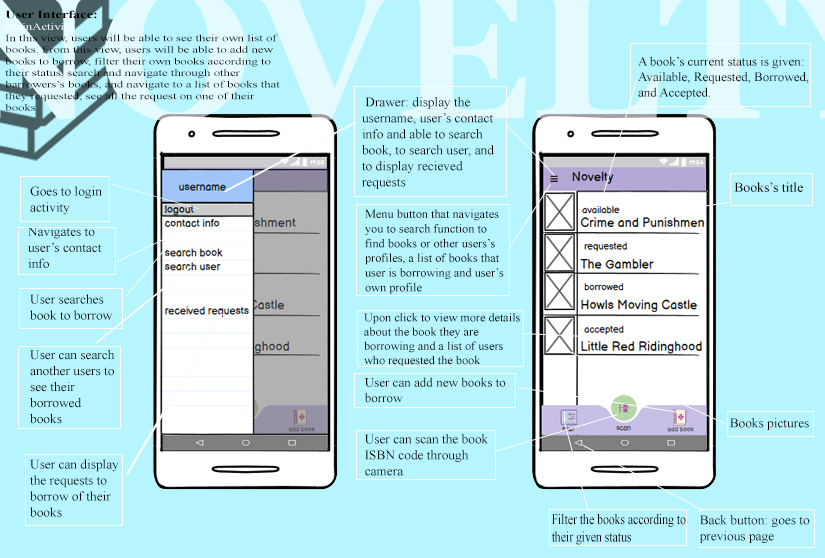 NOVELTY
User Interface:
MainActivity
In this view, users will be able to see their own list of
books. From this view, users will be able to add new
books to borrow, filter their own books according to
their status, search and navigate through other
barrowers's books, and navigate to a list of books that
they requested, see all the request on one of their
books.
Goes to login
activity
Navigates to
user's contact
info
User searches
book to borrow
User can search
another users to
see their
borrowed
books
User can display
the requests to
borrow of their
books
username
logout
contact info
search book
search user
received requests
shment
Castle
ghood
add book
Drawer: display the
username, user's contact
info and able to search
book, to search user, and
to display recieved
requests
Menu button that navigates
you to search function to
find books or other users's
profiles, a list of books that
user is borrowing and user's
own profile
Upon click to view more details
about the book they are
borrowing and a list of users
who requested the book
User can add new books to
borrow
User can scan the book
ISBN code through
camera
Novelty
available
Crime and Punishmen
requested
The Gambler
borrowed
Howls Moving Castle
accepted
Little Red Ridinghood
scan
add book
A book's current status is given:
Available, Requested, Borrowed,
and Accepted.
Books's title
Books pictures
Filter the books according to
their given status
Back button: goes to
previous page